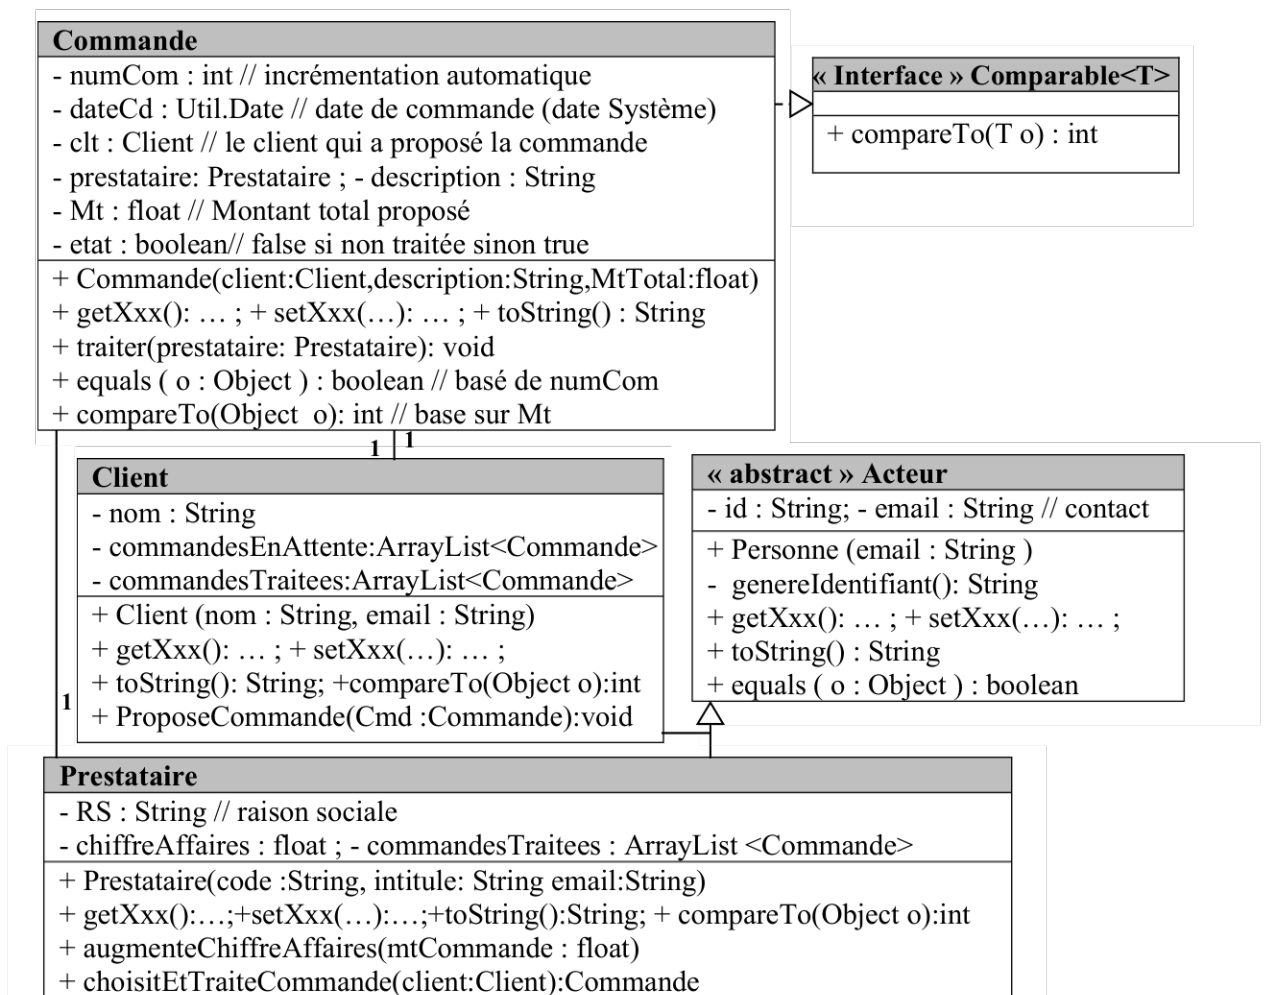 Commande
- numCom : int // incrémentation automatique
- dateCd : Util.Date // date de commande (date Système)
- clt : Client // le client qui a proposé la commande
- prestataire: Prestataire ; - description : String
- Mt : float // Montant total proposé
- etat : boolean// false si non traitée sinon true
+ Commande(client:Client,description:String,MtTotal:float)
+ getXxx(): … ; + setXxx(…): … ; + toString() : String
+ traiter(prestataire: Prestataire): void
+ equals ( o : Object ) : boolean // basé de numCom
+ compareTo(Object o): int // base sur Mt
« Interface » Comparable<T>
+ compareTo(T o) : int
1 1
Client
- nom : String
- commandesEnAttente:ArrayList<Commande>
- commandesTraitees:ArrayList<Commande>
+ Client (nom : String, email : String)
+ getXxx(): … ; + setXxx(…): … ;
+ toString(): String; +compareTo(Object o):int
+ ProposeCommande(Cmd :Commande):void
« abstract » Acteur
- id : String; - email : String // contact
+ Personne (email : String )
- genereIdentifiant(): String
+ getXxx(): … ; + setXxx(…): … ;
+ toString() : String
+ equals ( o : Object ) : boolean
1
Prestataire
- RS : String // raison sociale
- chiffreAffaires : float ; - commandesTraitees : ArrayList <Commande>
+ Prestataire(code :String, intitule: String email:String)
+ getXxx():…;+setXxx(…):…;+toString():String; + compareTo(Object o):int
+ augmenteChiffreAffaires(mtCommande : float)
+ choisitEtTraiteCommande(client:Client):Commande